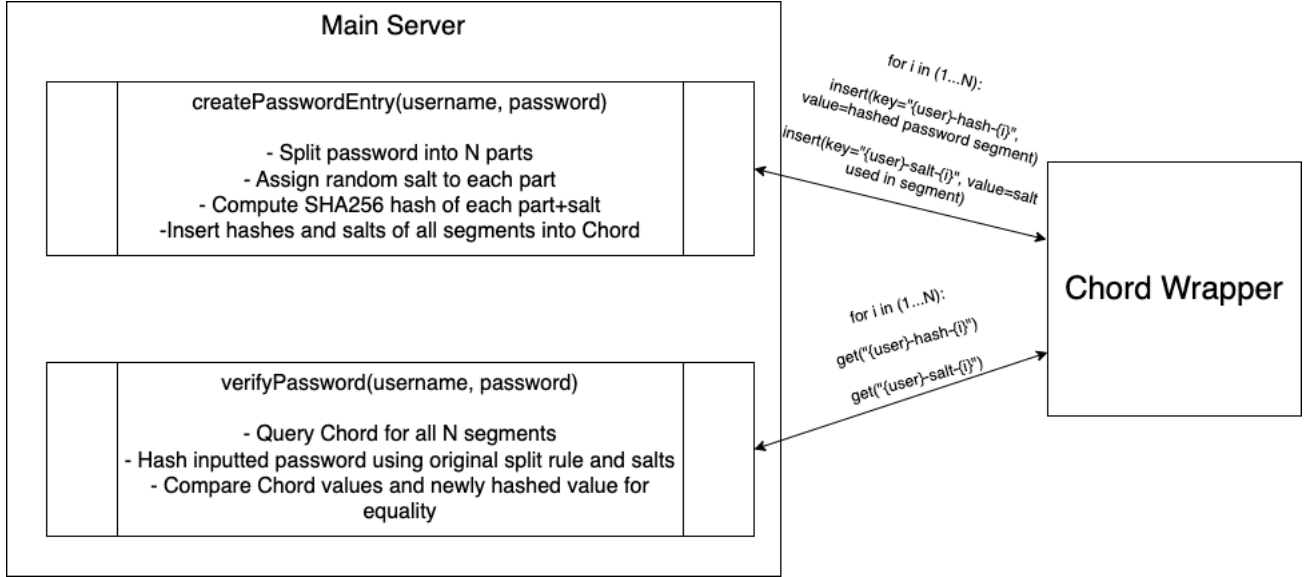 Main Server
createPasswordEntry(username, password)
- Split password into N parts
- Assign random salt to each part
- Compute SHA256 hash of each part+salt
-Insert hashes and salts of all segments into Chord
for i in (1...N):
insert(key="{user}-hash-{i}",
value=hashed password segment)
insert(key="{user}-salt-{i}", value=salt
used in segment)
Chord Wrapper
verifyPassword(username, password)
- Query Chord for all N segments
- Hash inputted password using original split rule and salts
- Compare Chord values and newly hashed value for
equality
for i in (1...N):
get("{user}-hash-{i}")
get("{user}-salt-{i}")